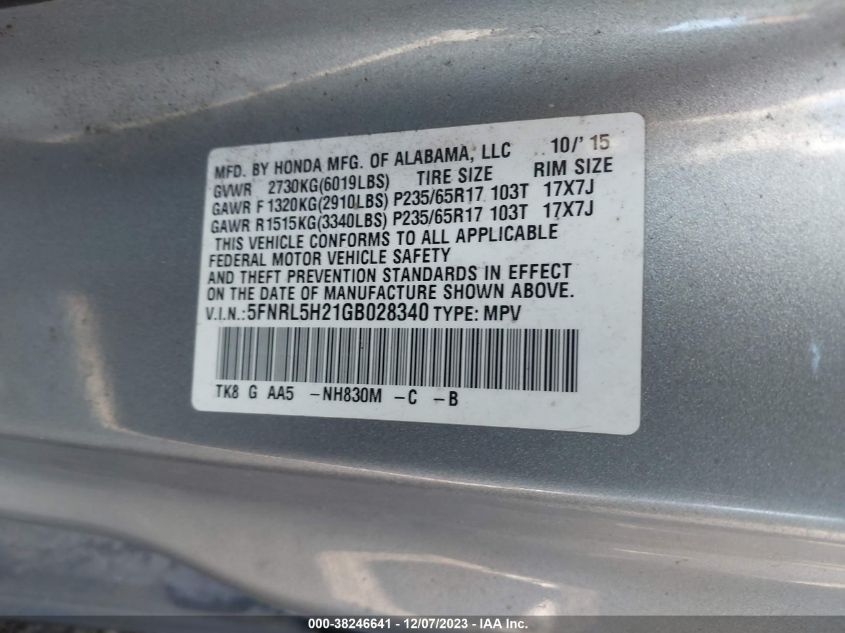 MFD. BY HONDA MFG. OF ALABAMA, LLC 10/'15
GVWR 2730KG(6019LBS) TIRE SIZE RIM SIZE
GAWR F1320KG(2910LBS) P235/65R17 103T 17X7J
GAWR R1515KG(3340LBS) P235/65R17 103T 17X7J
THIS VEHICLE CONFORMS TO ALL APPLICABLE
FEDERAL MOTOR VEHICLE SAFETY
AND THEFT PREVENTION STANDARDS IN EFFECT
ON THE DATE OF MANUFACTURE SHOWN ABOVE.
V.I.N.:5FNRL5H21GB028340 TYPE: MPV
TK8 G AA5 -NH830M -C -B
000-38246641 - 12/07/2023 - IAA Inc.